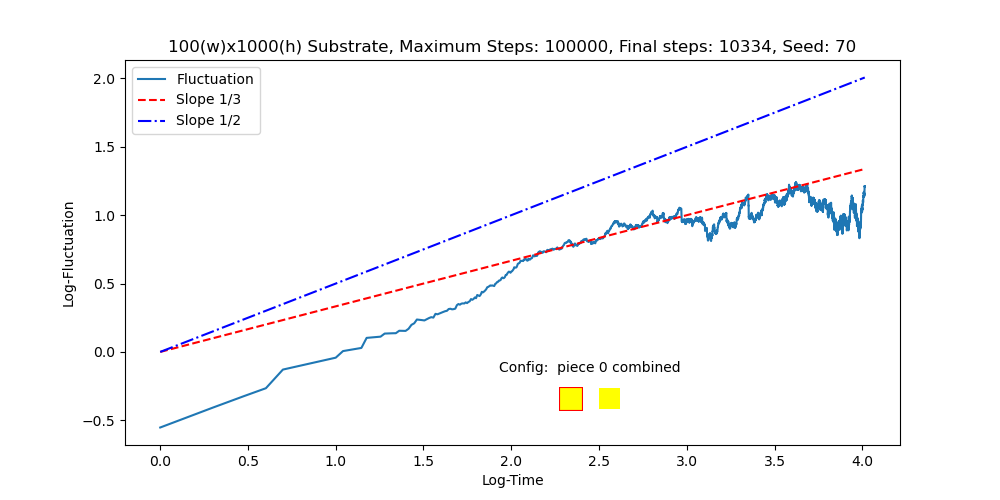 100(w)x1000(h) Substrate, Maximum Steps: 100000, Final steps: 10334, Seed: 70
Fluctuation
Slope 1/3
Slope 1/2
2.0
1.5
1.0
0.5
0.0
−0.5
Log-Fluctuation
Config:  piece 0 combined
0.0 0.5 1.0 1.5 2.0 2.5 3.0 3.5 4.0
Log-Time